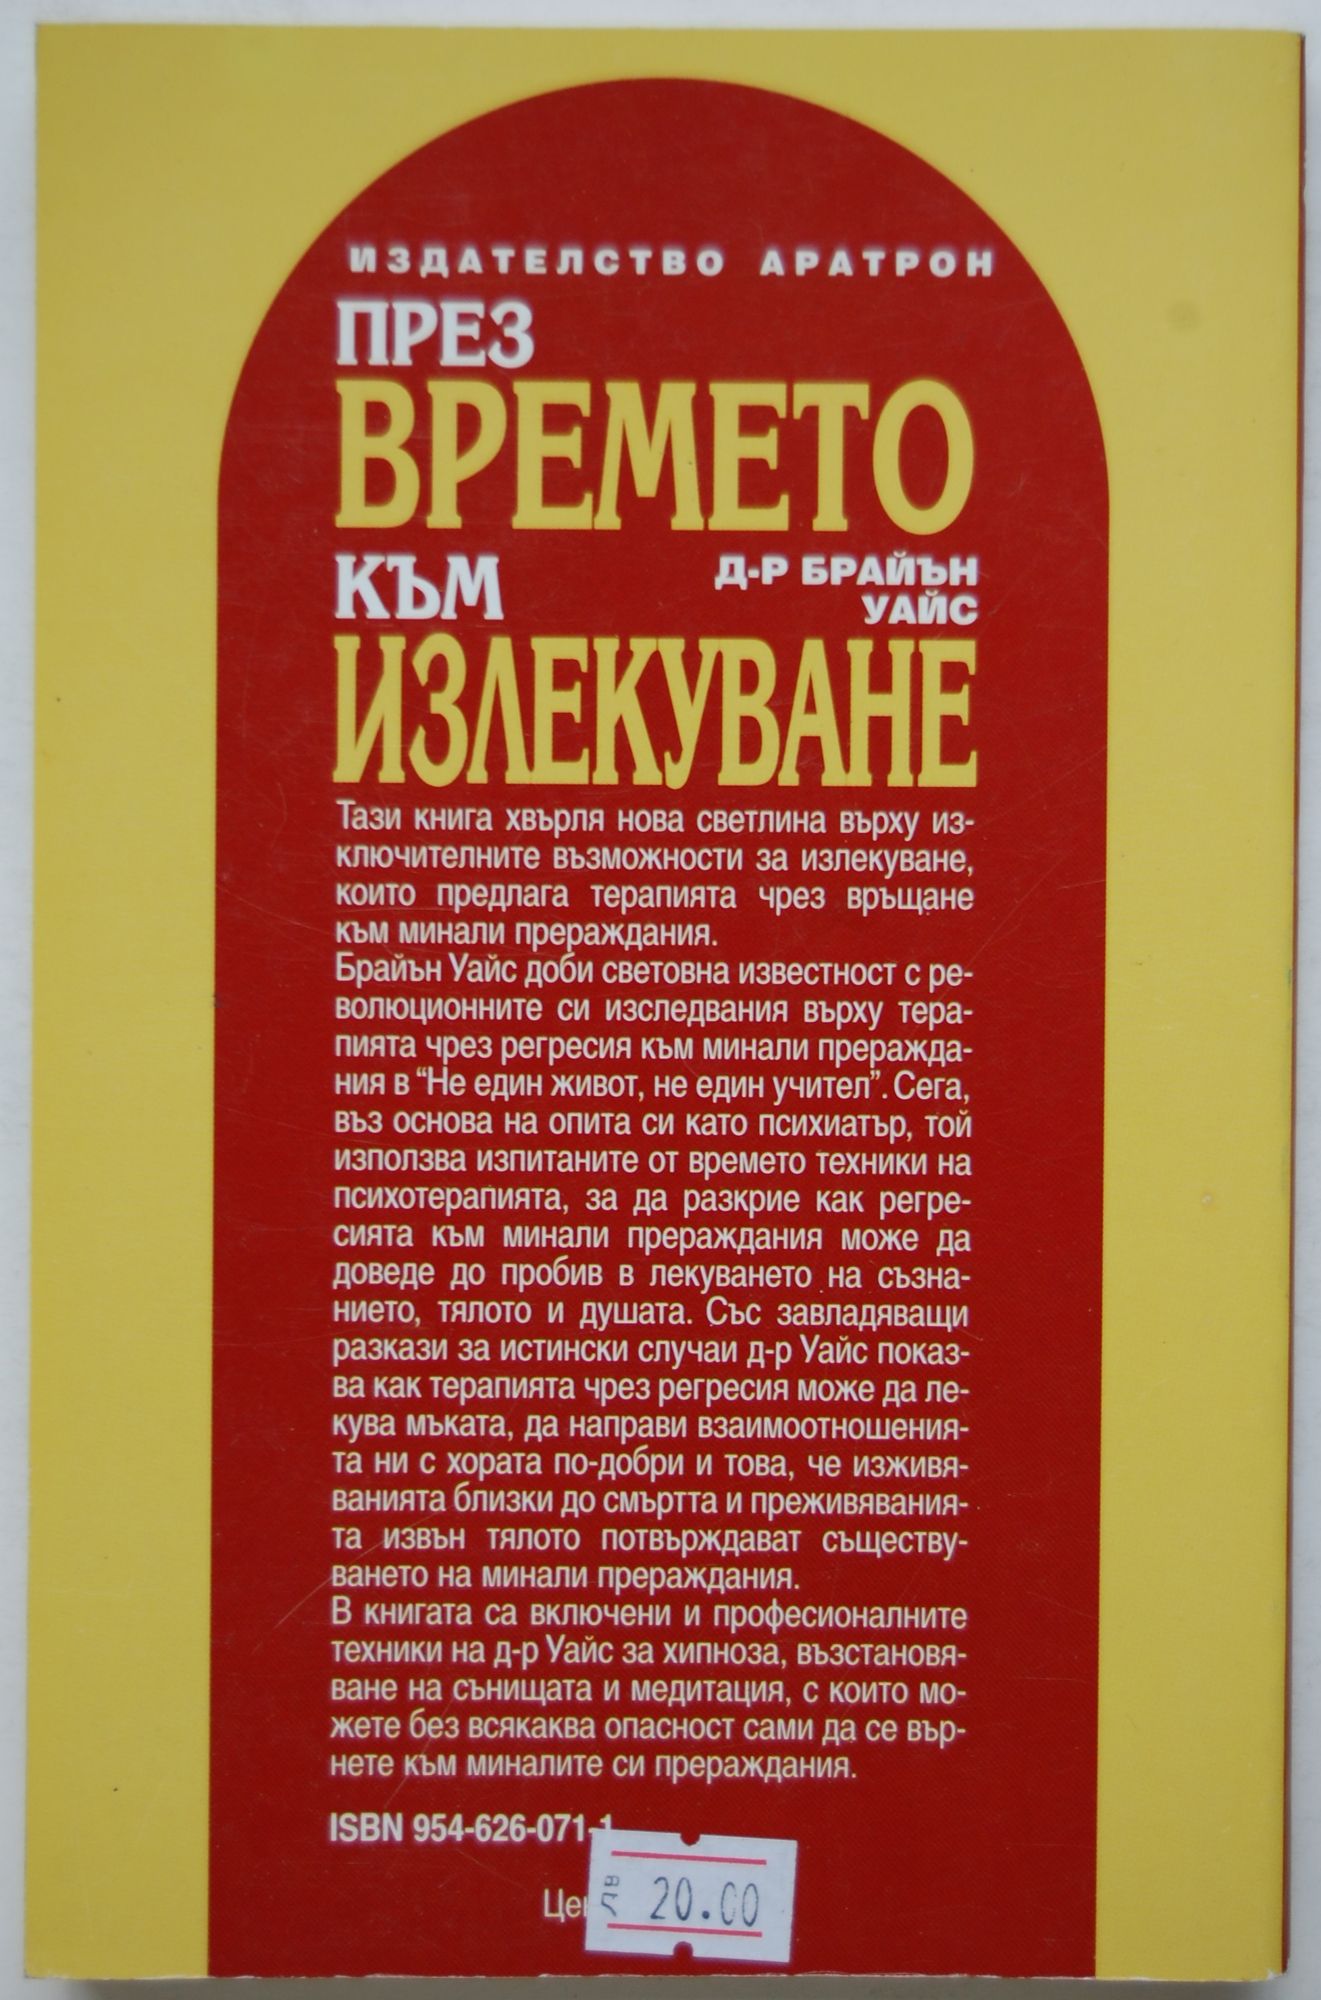 ИЗДАТЕЛСТВО АРАТРОН
ПРЕЗ
ВРЕМЕТО
КЪМ
Д-Р БРАЙЪН
УАЙС
ИЗЛЕКУВАНЕ
Тази книга хвърля нова светлина върху из-
ключителните възможности за излекуване,
които предлага терапията чрез връщане
към минали прераждания.
Брайън Уайс доби световна известност с ре-
волюционните си изследвания върху тера-
пията чрез регресия към минали преражда-
ния в “Не един живот, не един учител”. Сега,
въз основа на опита си като психиатър, той
използва изпитаните от времето техники на
психотерапията, за да разкрие как регре-
сията към минали прераждания може да
доведе до пробив в лекуването на съзна-
нието, тялото и душата. Със завладяващи
разкази за истински случаи д-р Уайс показ-
ва как терапията чрез регресия може да ле-
кува мъката, да направи взаимоотношения-
та ни с хората по-добри и това, че изживя-
ванията близки до смъртта и преживявания-
та извън тялото потвърждават съществу-
ването на минали прераждания.
В книгата са включени и професионалните
техники на д-р Уайс за хипноза, възстановя-
ване на сънищата и медитация, с които мо-
жете без всякаква опасност сами да се вър-
нете към миналите си прераждания.
ISBN 954-626-071-1
лв 20.00